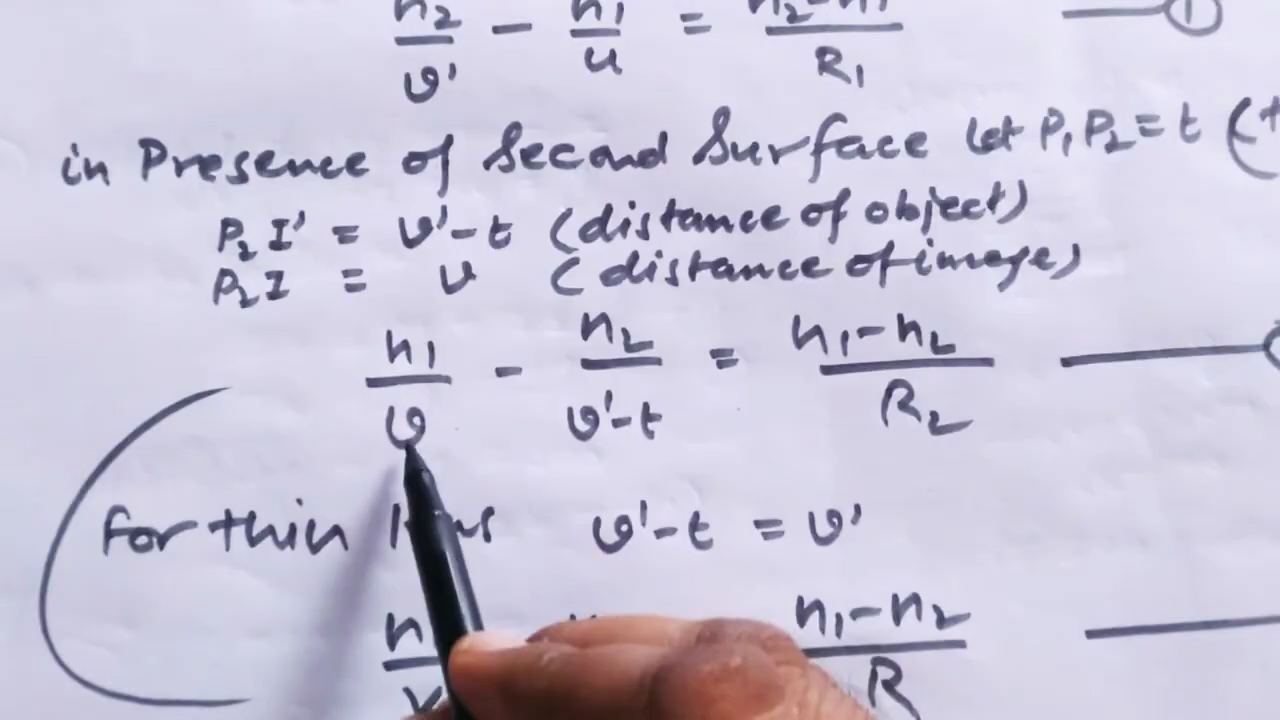 n₂/υ' - n₁/u = n₂-n₁/R₁ —— ①
in Presence of Second Surface let P₁P₂ = t (
P₂I' = υ'-t (distance of object)
P₂I = υ (distance of image)
n₁/υ - n₂/υ'-t = n₁-n₂/R₂ ——
For thin υ'-t = υ'
n₁-n₂/R ——